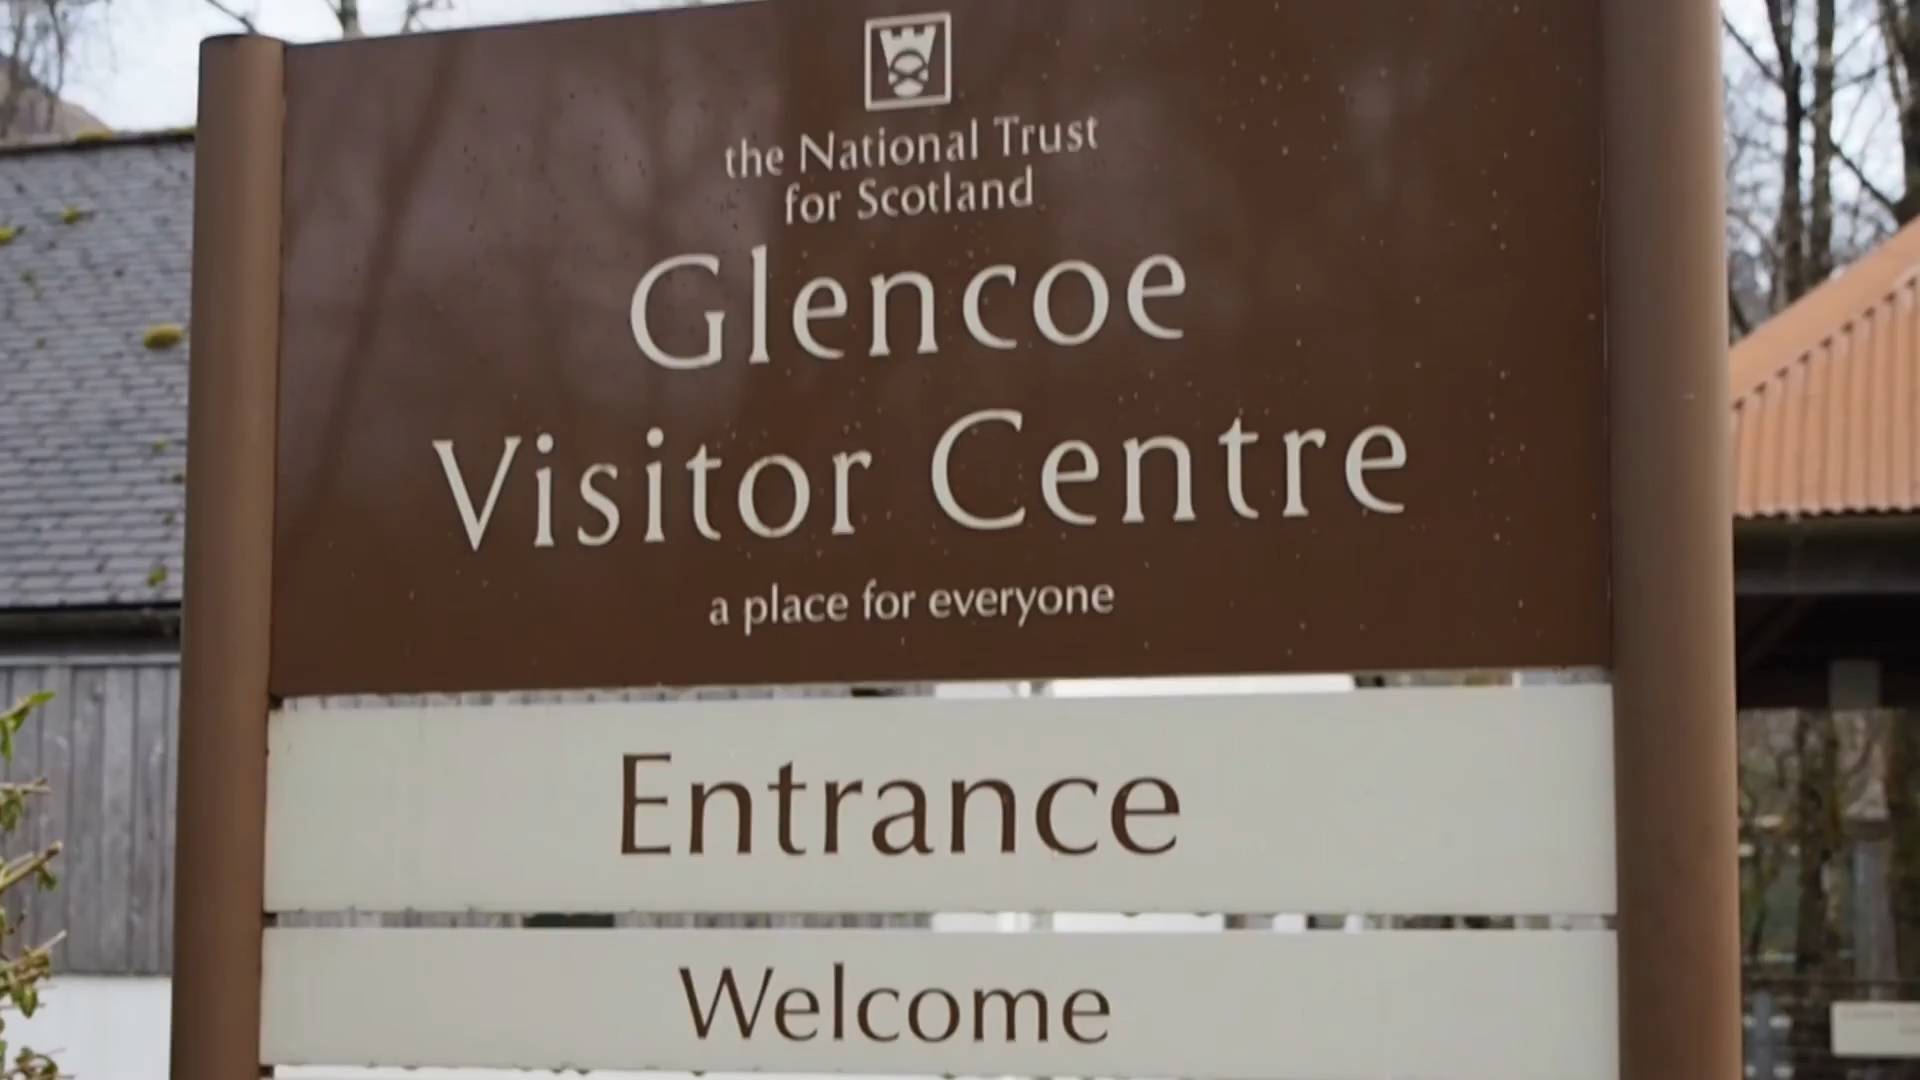 the National Trust
for Scotland
Glencoe
Visitor Centre
a place for everyone
Entrance
Welcome